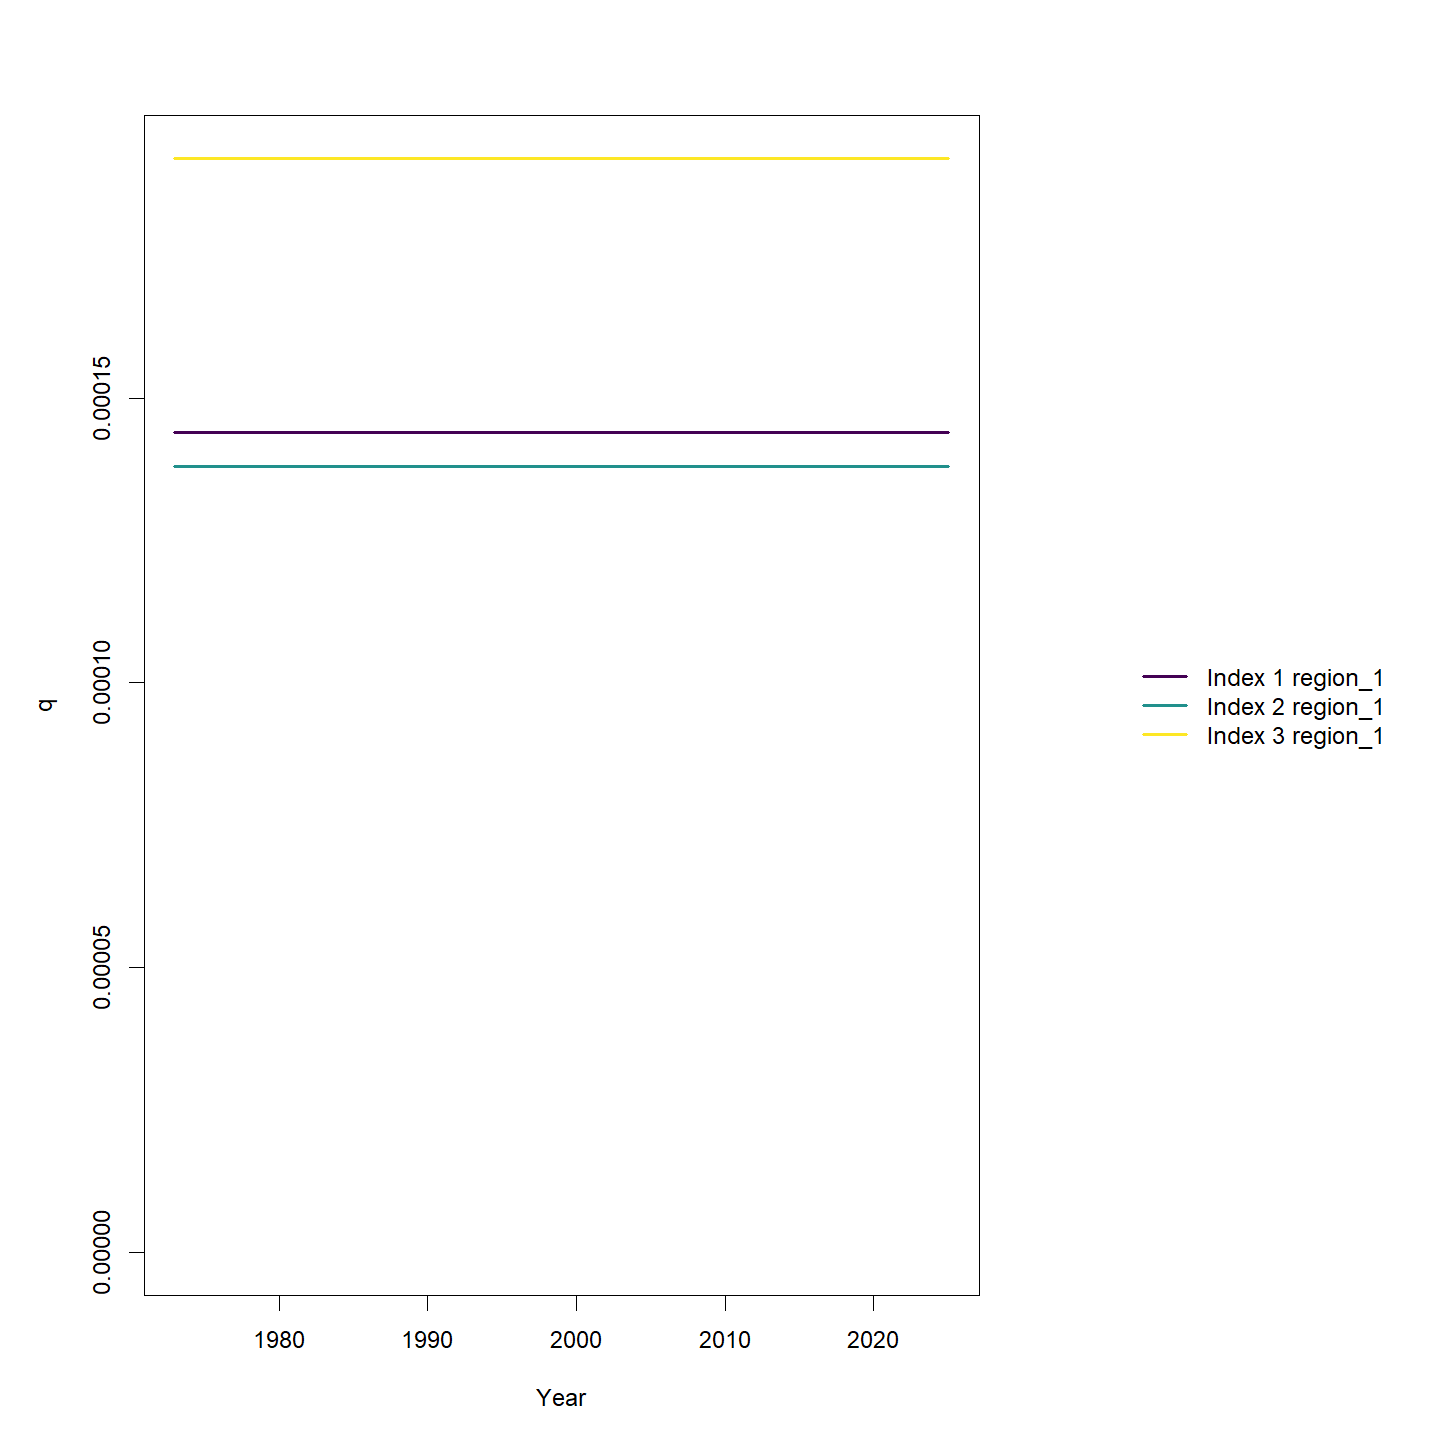 q
0.00015
0.00010
0.00005
0.00000
1980 1990 2000 2010 2020
Year
Index 1 region_1
Index 2 region_1
Index 3 region_1